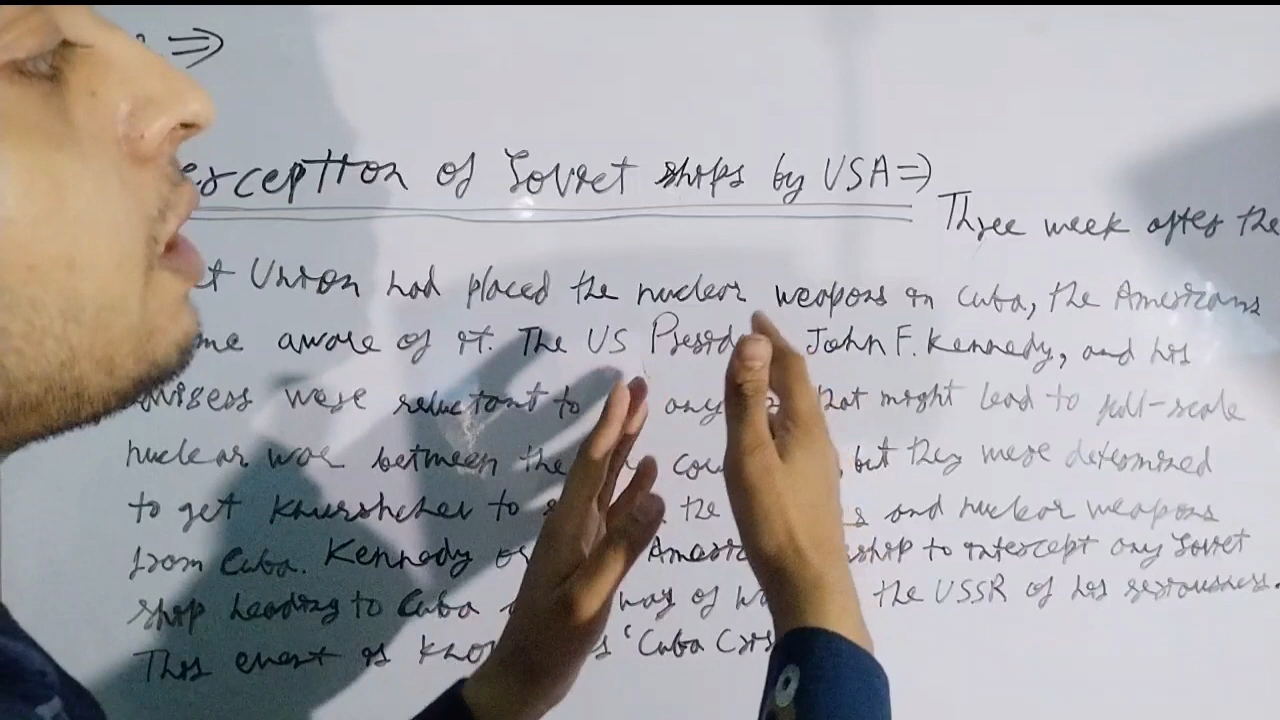 ⇒
erception of Soviet ships by USA ⇒
Three week after the
et Union had placed the nuclear weapons in Cuba, the Americans
me aware of it. The US Presid John F. Kennedy, and his
advisers were reluctant to any that might lead to full-scale
nuclear war between the cou , but they were determined
to get to the and nuclear weapons
from Cuba. Kennedy Americ ship to intercept any Soviet
ship heading to Cuba way of the USSR of his seriousness.
This event is kno s 'Cuba Cris